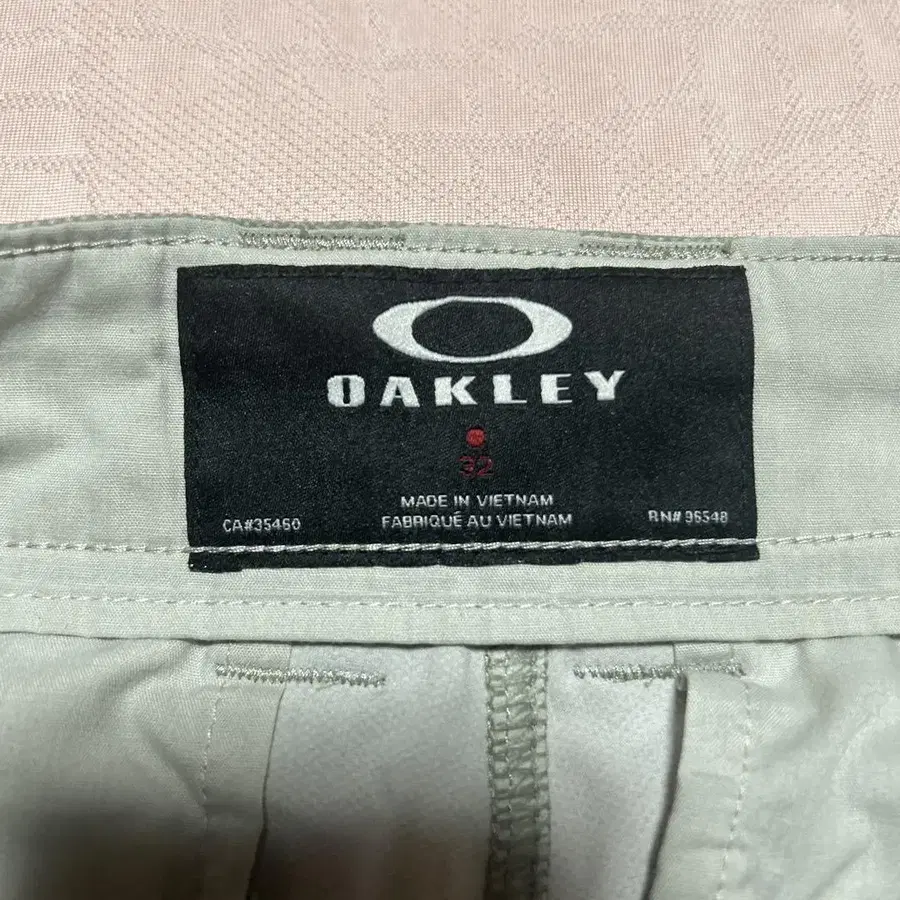 OAKLEY
32
MADE IN VIETNAM
FABRIQUÉ AU VIETNAM
CA#35460
RN# 96548